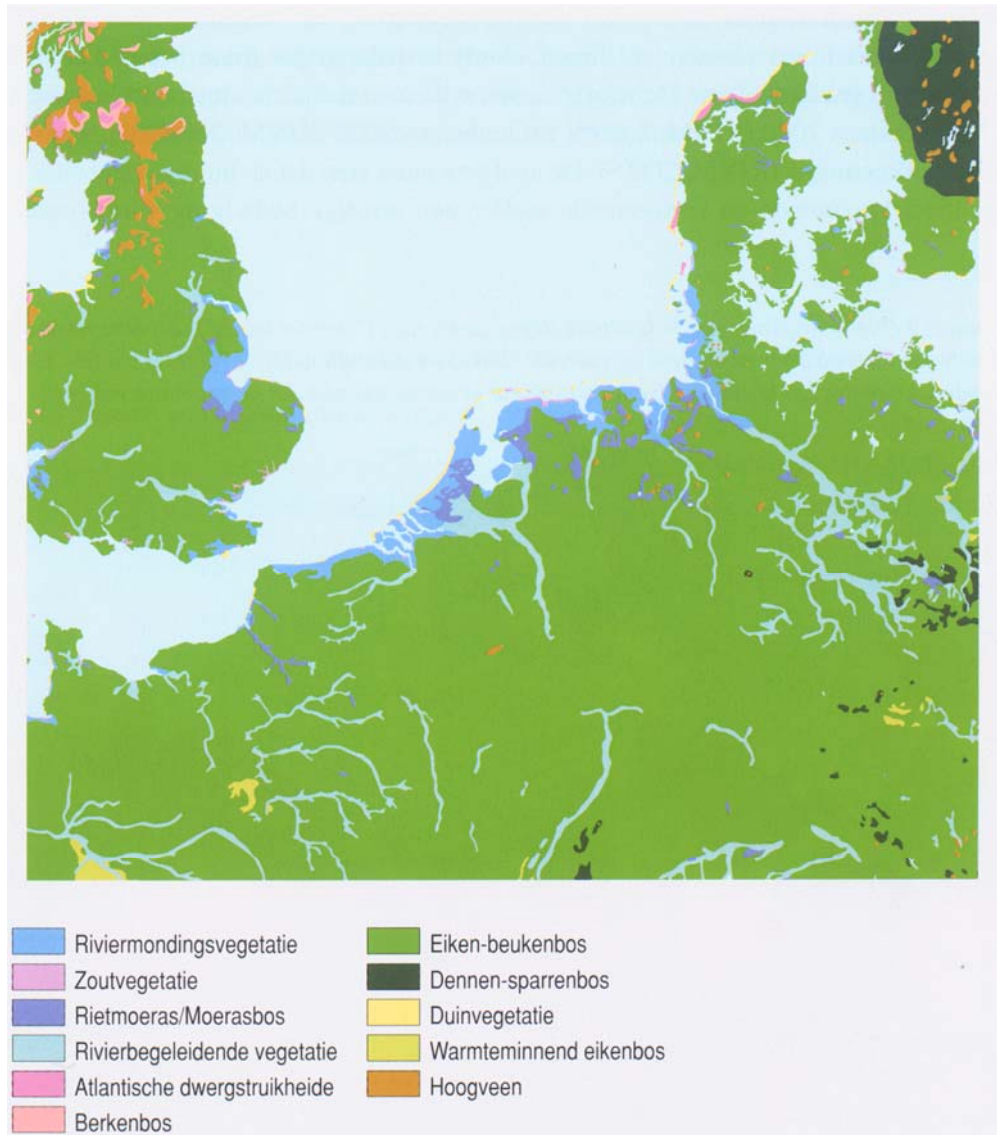 Riviermondingsvegetatie
Zoutvegetatie
Rietmoeras/Moerasbos
Rivierbegeleidende vegetatie
Atlantische dwergstruikheide
Berkenbos
Eiken-beukenbos
Dennen-sparrenbos
Duinvegetatie
Warmteminnend eikenbos
Hoogveen